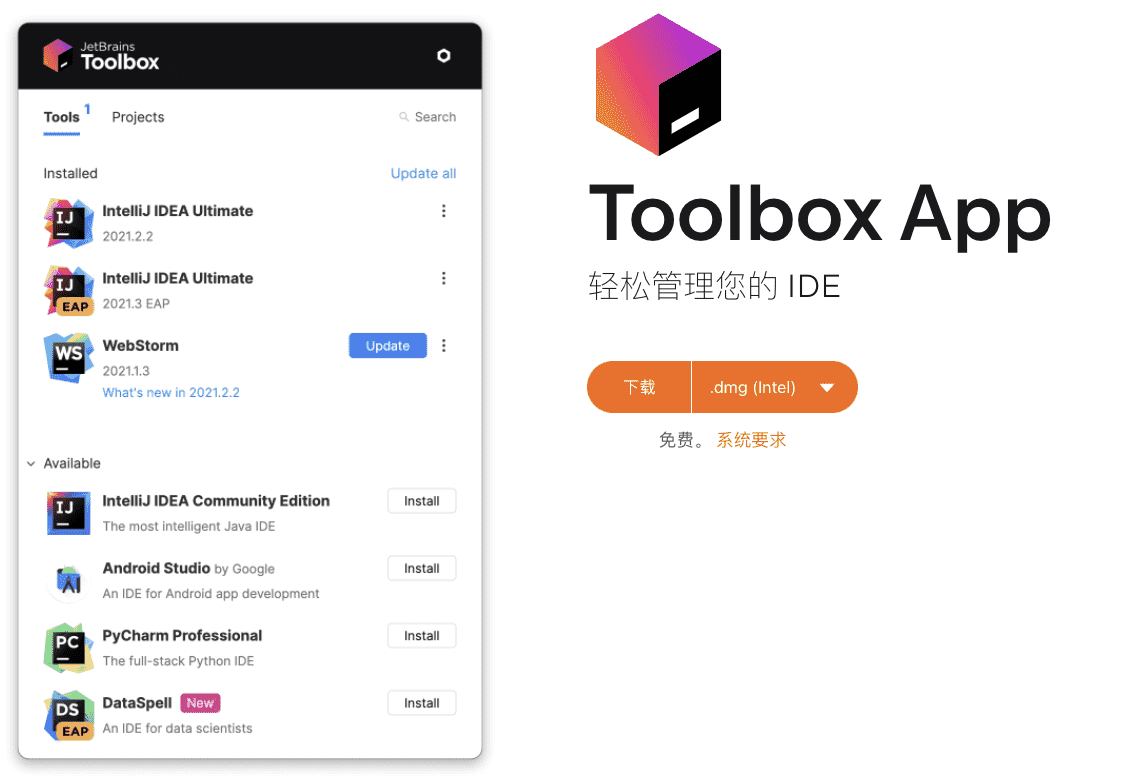 JetBrains
Toolbox
Tools 1
Projects
Search
Installed
Update all
IJ
IntelliJ IDEA Ultimate
2021.2.2
IJ
EAP
IntelliJ IDEA Ultimate
2021.3 EAP
WS
WebStorm
2021.1.3
What's new in 2021.2.2
Update
Available
IJ
IntelliJ IDEA Community Edition
The most intelligent Java IDE
Install
Android Studio by Google
An IDE for Android app development
Install
PC
PyCharm Professional
The full-stack Python IDE
Install
DS
EAP
DataSpell New
An IDE for data scientists
Install
Toolbox App
轻松管理您的 IDE
下载
.dmg (Intel)
免费。 系统要求